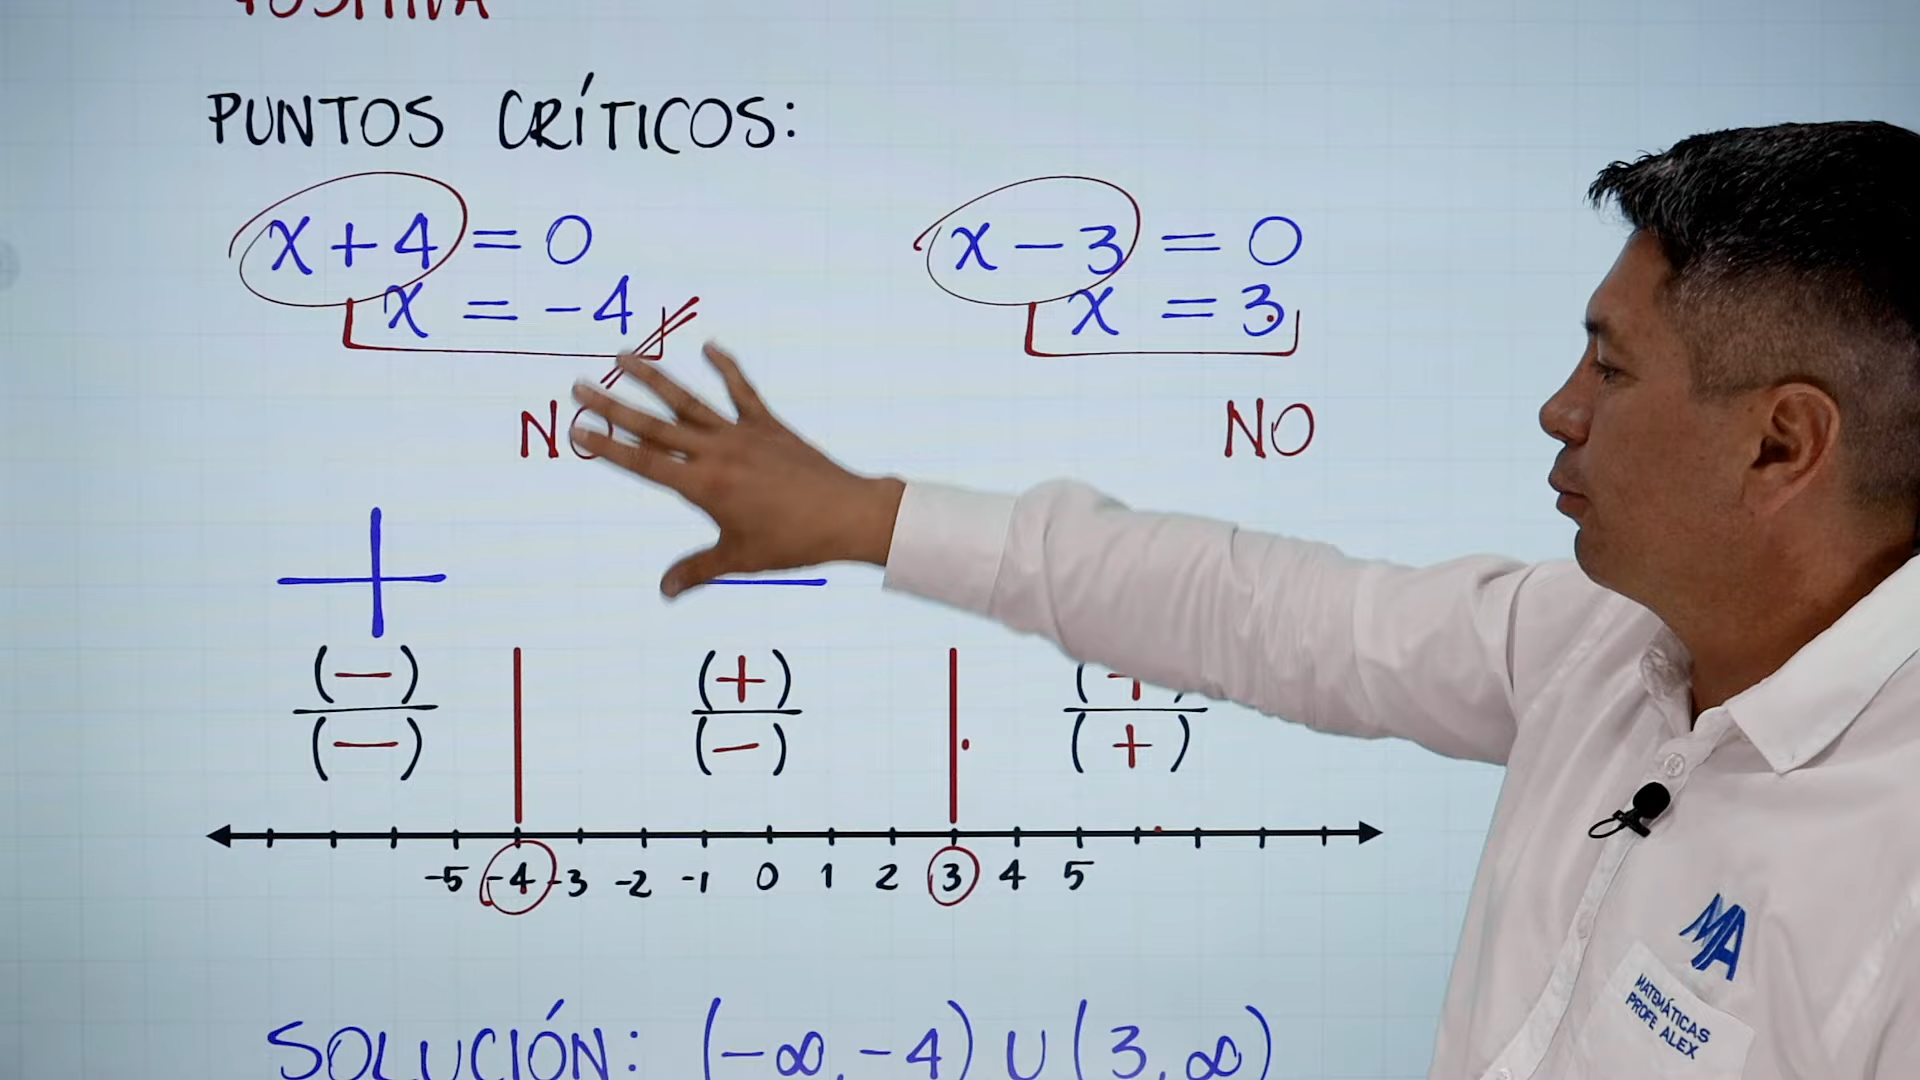 POSITIVA
PUNTOS CRÍTICOS:
x + 4 = 0
x = -4
NO
x - 3 = 0
x = 3
NO
+
(-)
(-)
—
(+)
(-)
(+)
(+)
-5 -4 -3 -2 -1 0 1 2 3 4 5
SOLUCIÓN: (-∞, -4) ∪ (3, ∞)
MA
MATEMÁTICAS
PROFE ALEX